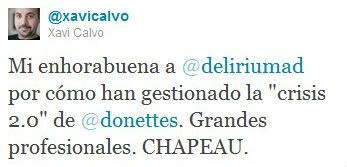 @xavicalvo
Xavi Calvo
Mi enhorabuena a @deliriumad
por cómo han gestionado la "crisis
2.0" de @donettes. Grandes
profesionales. CHAPEAU.